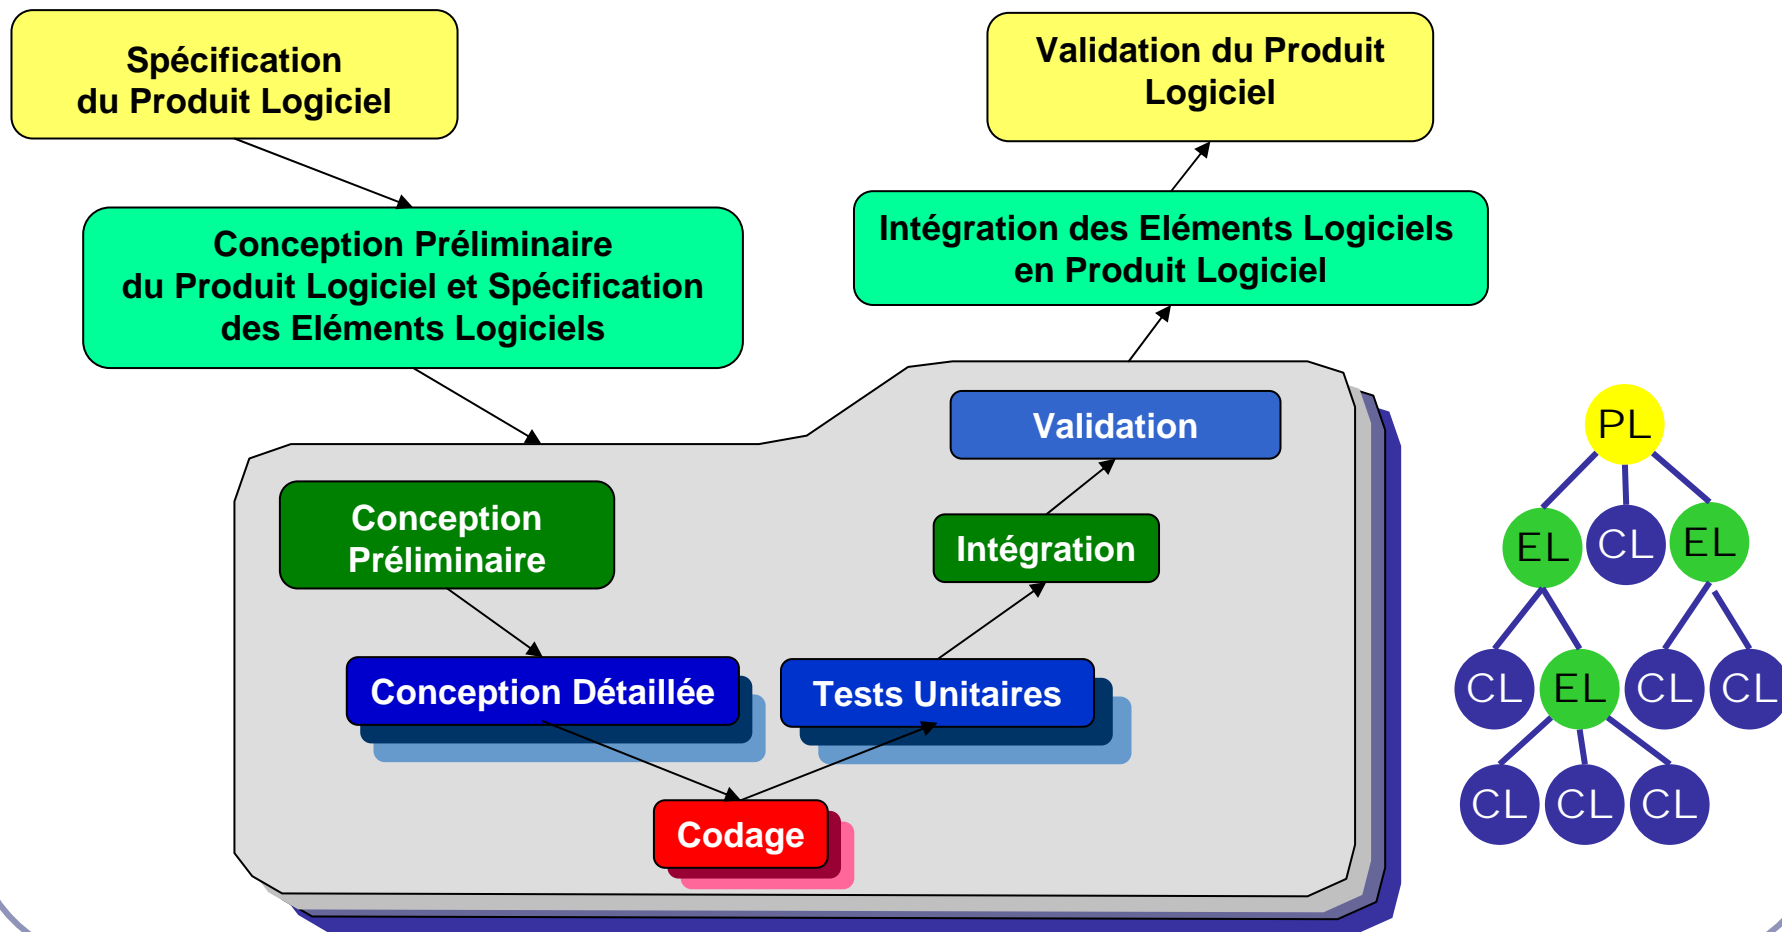 Spécification
du Produit Logiciel
Validation du Produit
Logiciel
Conception Préliminaire
du Produit Logiciel et Spécification
des Eléments Logiciels
Intégration des Eléments Logiciels
en Produit Logiciel
Validation
Conception
Préliminaire
Intégration
Conception Détaillée
Tests Unitaires
Codage
PL
EL CL EL
CL EL CL CL
CL CL CL